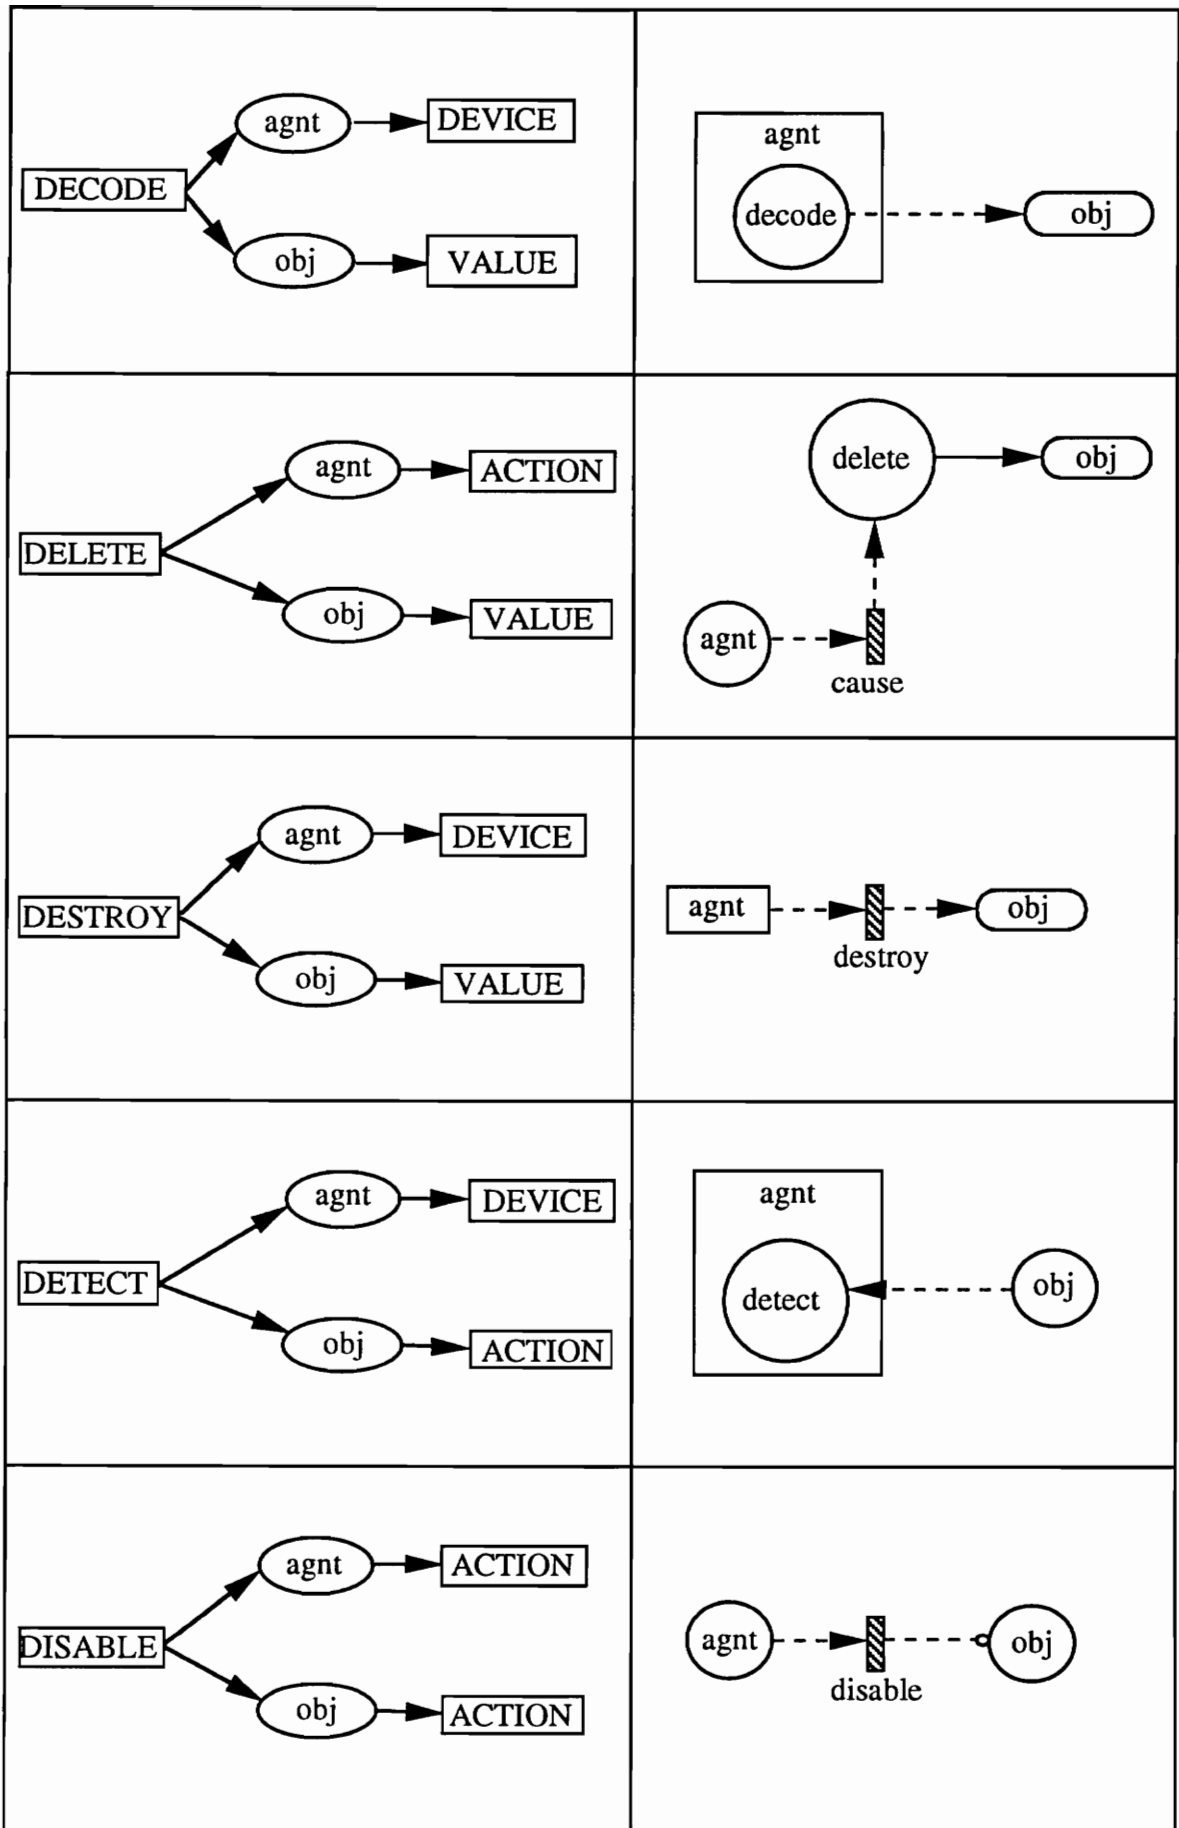 agnt DEVICE
DECODE
obj VALUE
agnt
decode obj
agnt ACTION
DELETE
obj VALUE
delete obj
agnt
cause
agnt DEVICE
DESTROY
obj VALUE
agnt obj
destroy
agnt DEVICE
DETECT
obj ACTION
agnt
detect obj
agnt ACTION
DISABLE
obj ACTION
agnt obj
disable